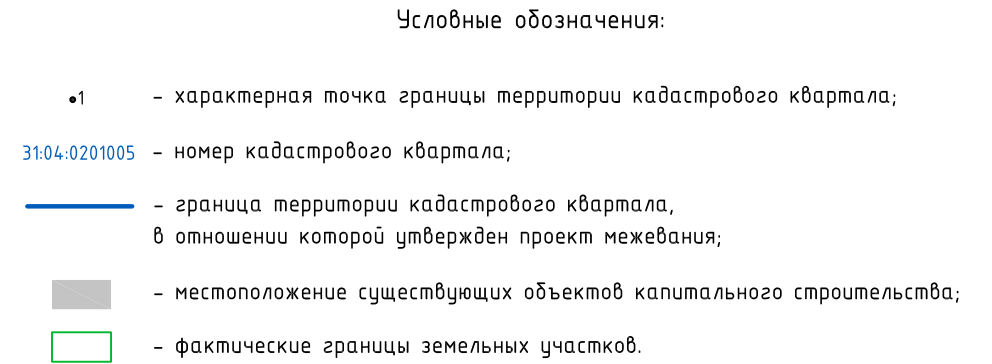 Условные обозначения:
•1 - характерная точка границы территории кадастрового квартала;
31:04:0201005 - номер кадастрового квартала;
- граница территории кадастрового квартала,
в отношении которой утвержден проект межевания;
- местоположение существующих объектов капитального строительства;
- фактические границы земельных участков.